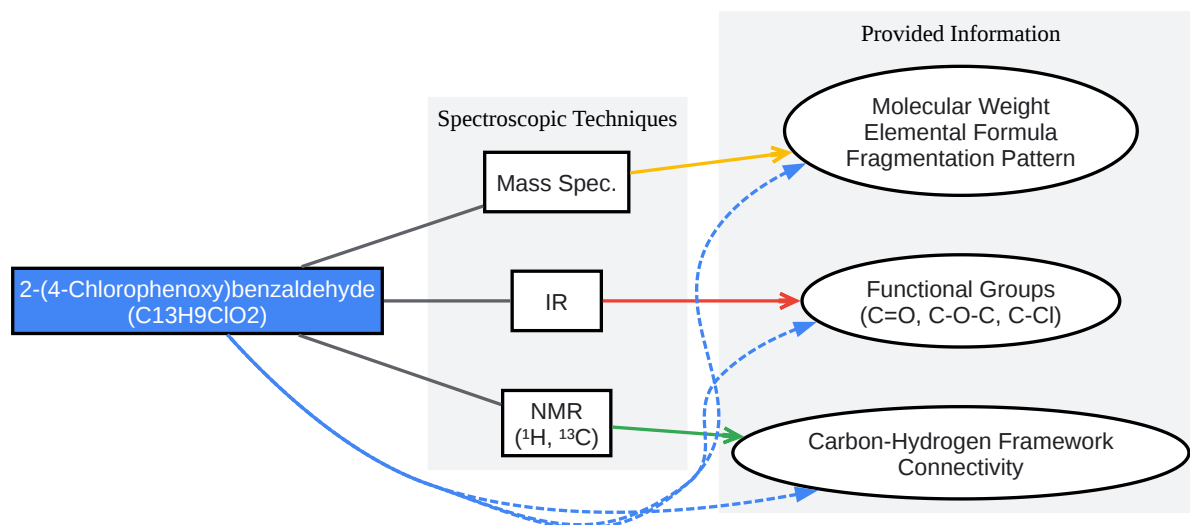 Provided Information
Molecular Weight
Elemental Formula
Fragmentation Pattern
Spectroscopic Techniques
Mass Spec.
2-(4-Chlorophenoxy)benzaldehyde
(C13H9ClO2)
IR
Functional Groups
(C=O, C-O-C, C-Cl)
NMR
(¹H, ¹³C)
Carbon-Hydrogen Framework
Connectivity